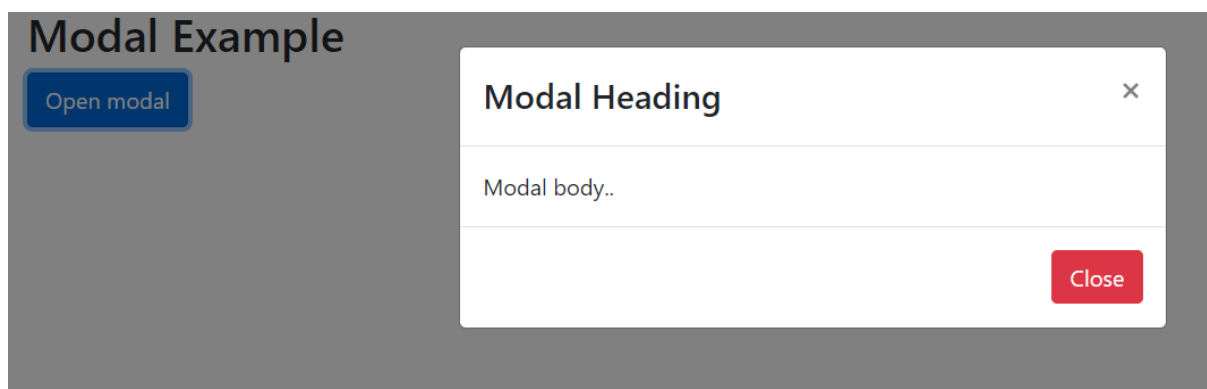 Modal Example
Open modal
Modal Heading
×
Modal body..
Close